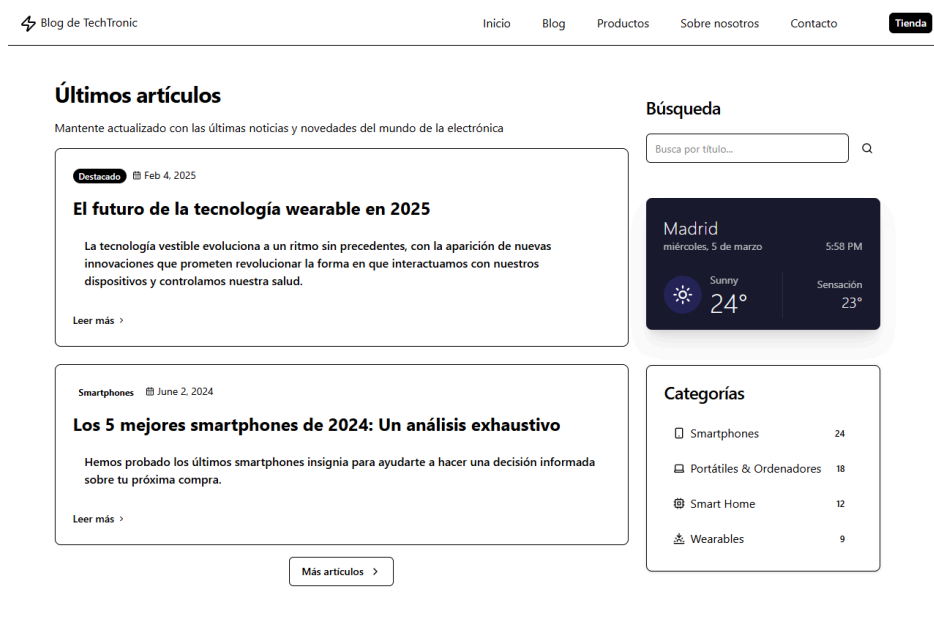 Blog de TechTronic
Inicio
Blog
Productos
Sobre nosotros
Contacto
Tienda
Últimos artículos
Mantente actualizado con las últimas noticias y novedades del mundo de la electrónica
Destacado
Feb 4, 2025
El futuro de la tecnología wearable en 2025
La tecnología vestible evoluciona a un ritmo sin precedentes, con la aparición de nuevas
innovaciones que prometen revolucionar la forma en que interactuamos con nuestros
dispositivos y controlamos nuestra salud.
Leer más
Smartphones
June 2, 2024
Los 5 mejores smartphones de 2024: Un análisis exhaustivo
Hemos probado los últimos smartphones insignia para ayudarte a hacer una decisión informada
sobre tu próxima compra.
Leer más
Más artículos
Búsqueda
Busca por título...
Madrid
miércoles, 5 de marzo
5:58 PM
Sunny
24°
Sensación
23°
Categorías
Smartphones 24
Portátiles & Ordenadores 18
Smart Home 12
Wearables 9